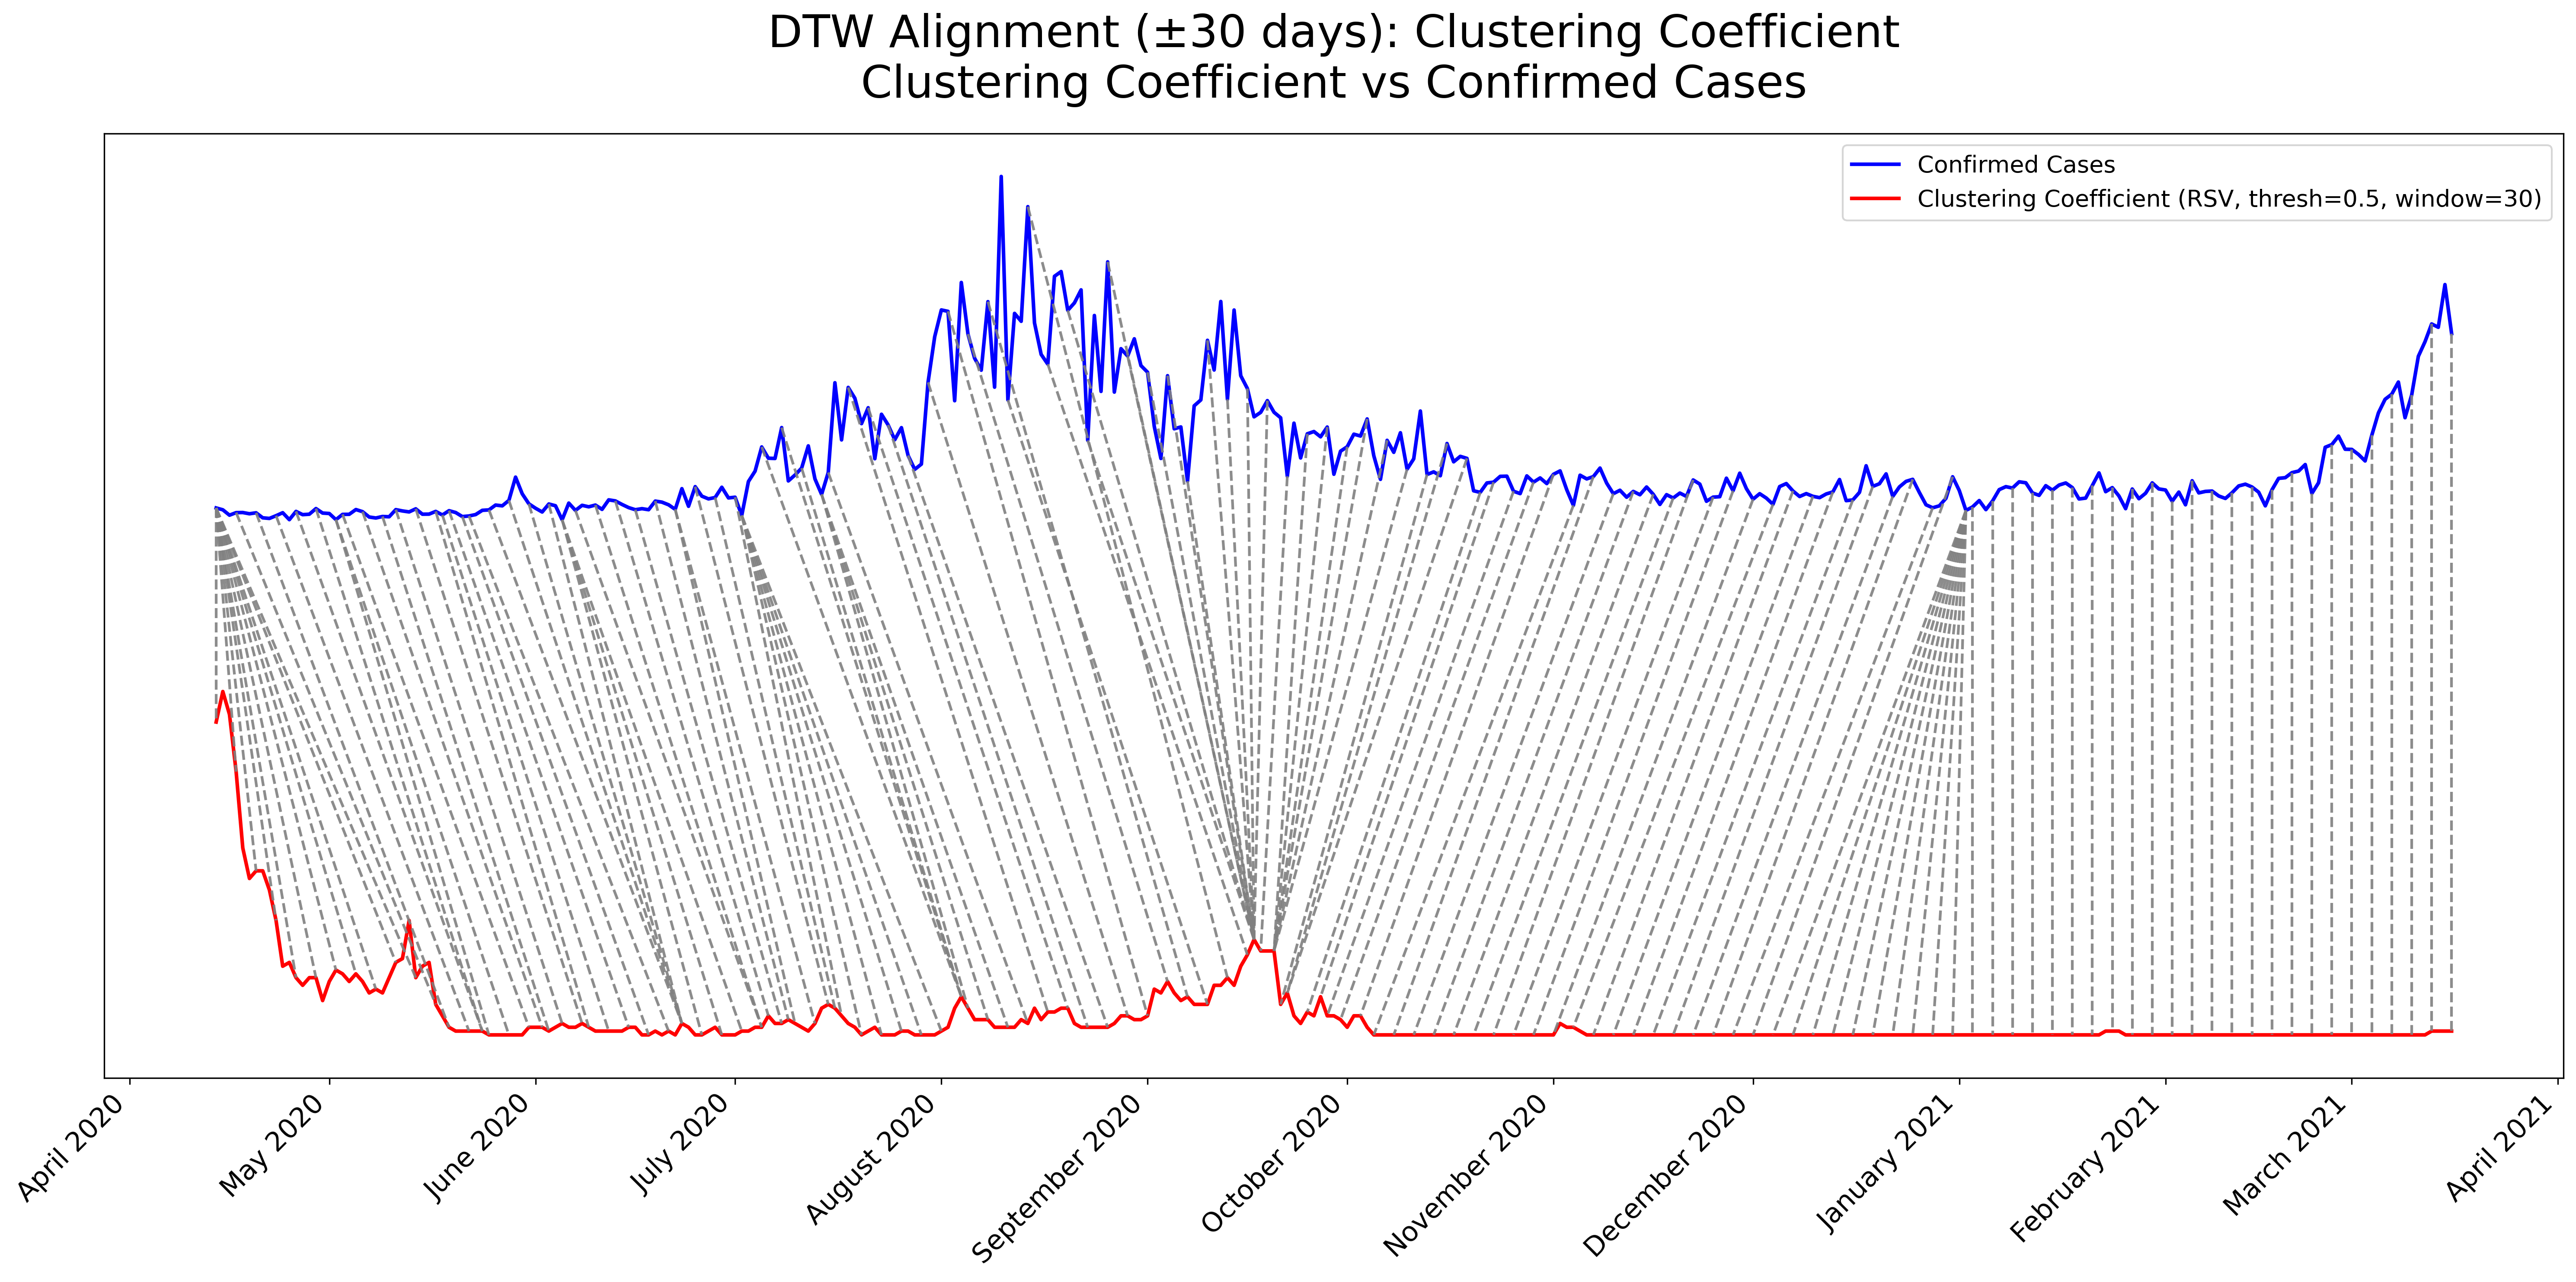 DTW Alignment (±30 days): Clustering Coefficient
Clustering Coefficient vs Confirmed Cases
Confirmed Cases
Clustering Coefficient (RSV, thresh=0.5, window=30)
April 2020
May 2020
June 2020
July 2020
August 2020
September 2020
October 2020
November 2020
December 2020
January 2021
February 2021
March 2021
April 2021